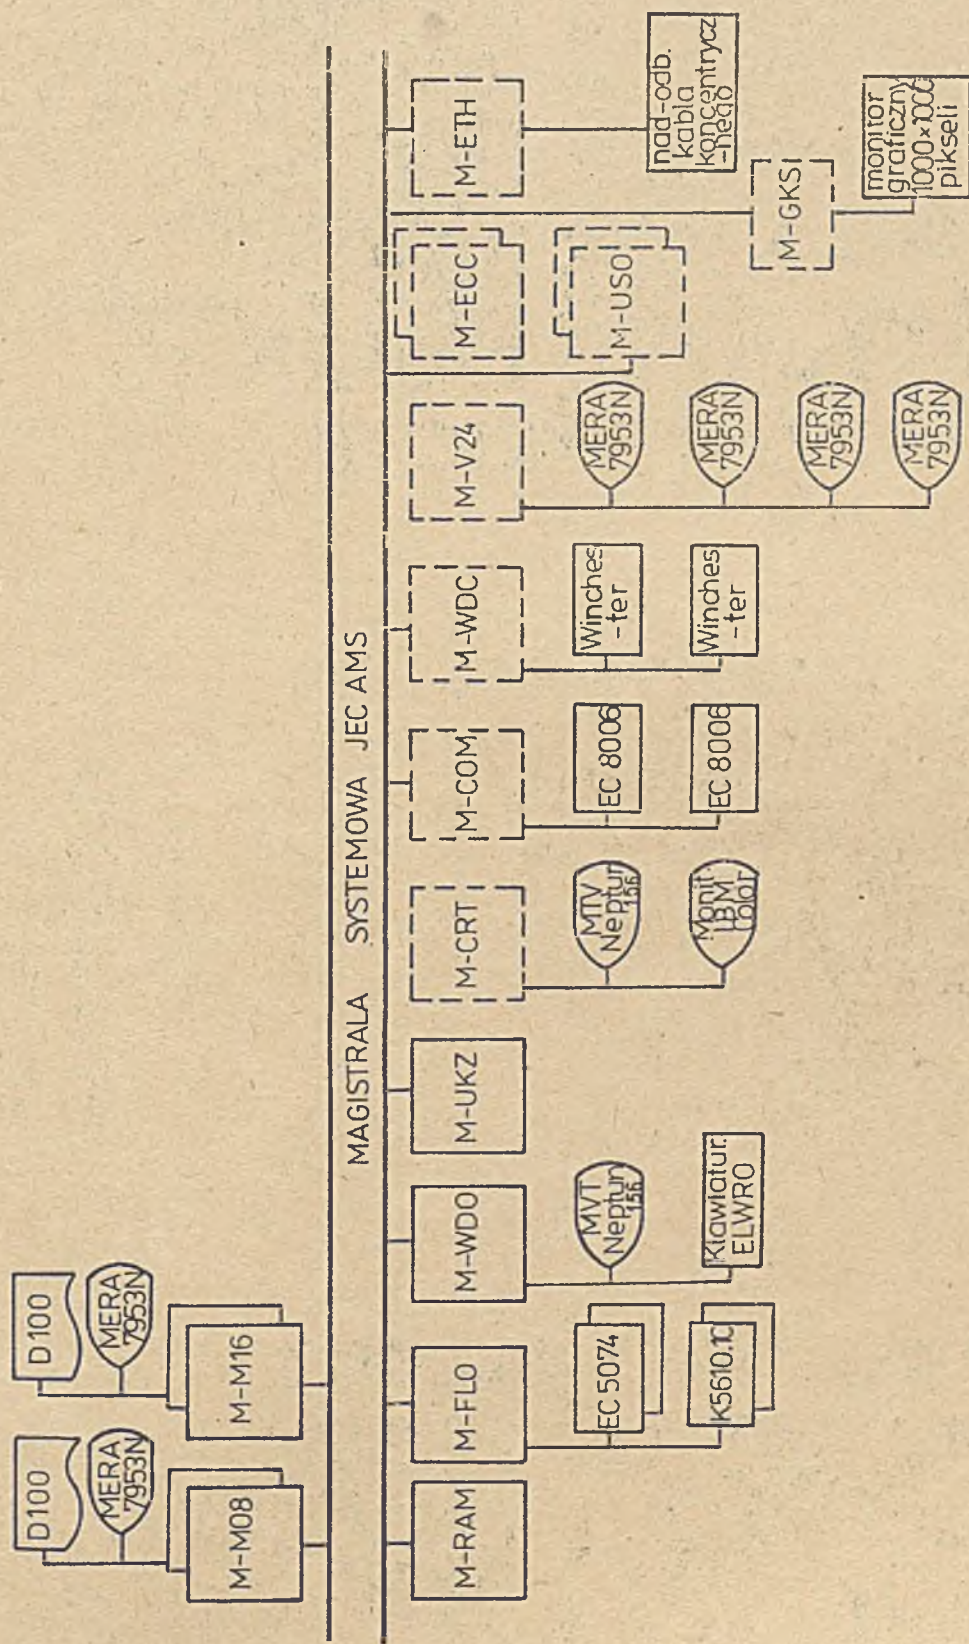 D100
MERA
7953N
M-M08
D100
MERA
7953N
M-M16
MAGISTRALA SYSTEMOWA JEC AMS
M-RAM
M-FLO
EC 5074
K5610.10
M-WDO
MVT
Neptun
156
Klawiatur.
ELWRO
M-UKZ
M-CRT
MTV
Neptun
156
Monit
IBM
color
M-COM
EC 8006
EC 8006
M-WDC
Winches
-ter
Winches
-ter
M-V24
MERA
7953N
MERA
7953N
MERA
7953N
MERA
7953N
M-ECC
M-USO
M-ETH
nad-odb.
kabla
koncentrycz
-nego
M-GKSI
monitor
graficzny
1000×1000
pikseli